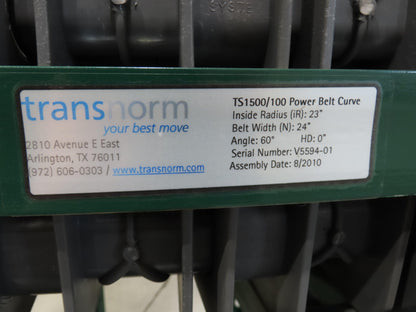 SYSTE
transnorm
your best move
2810 Avenue E East
Arlington, TX 76011
(972) 606-0303 / www.transnorm.com
TS1500/100 Power Belt Curve
Inside Radius (iR): 23"
Belt Width (N): 24"
Angle: 60° HD: 0"
Serial Number: V5594-01
Assembly Date: 8/2010